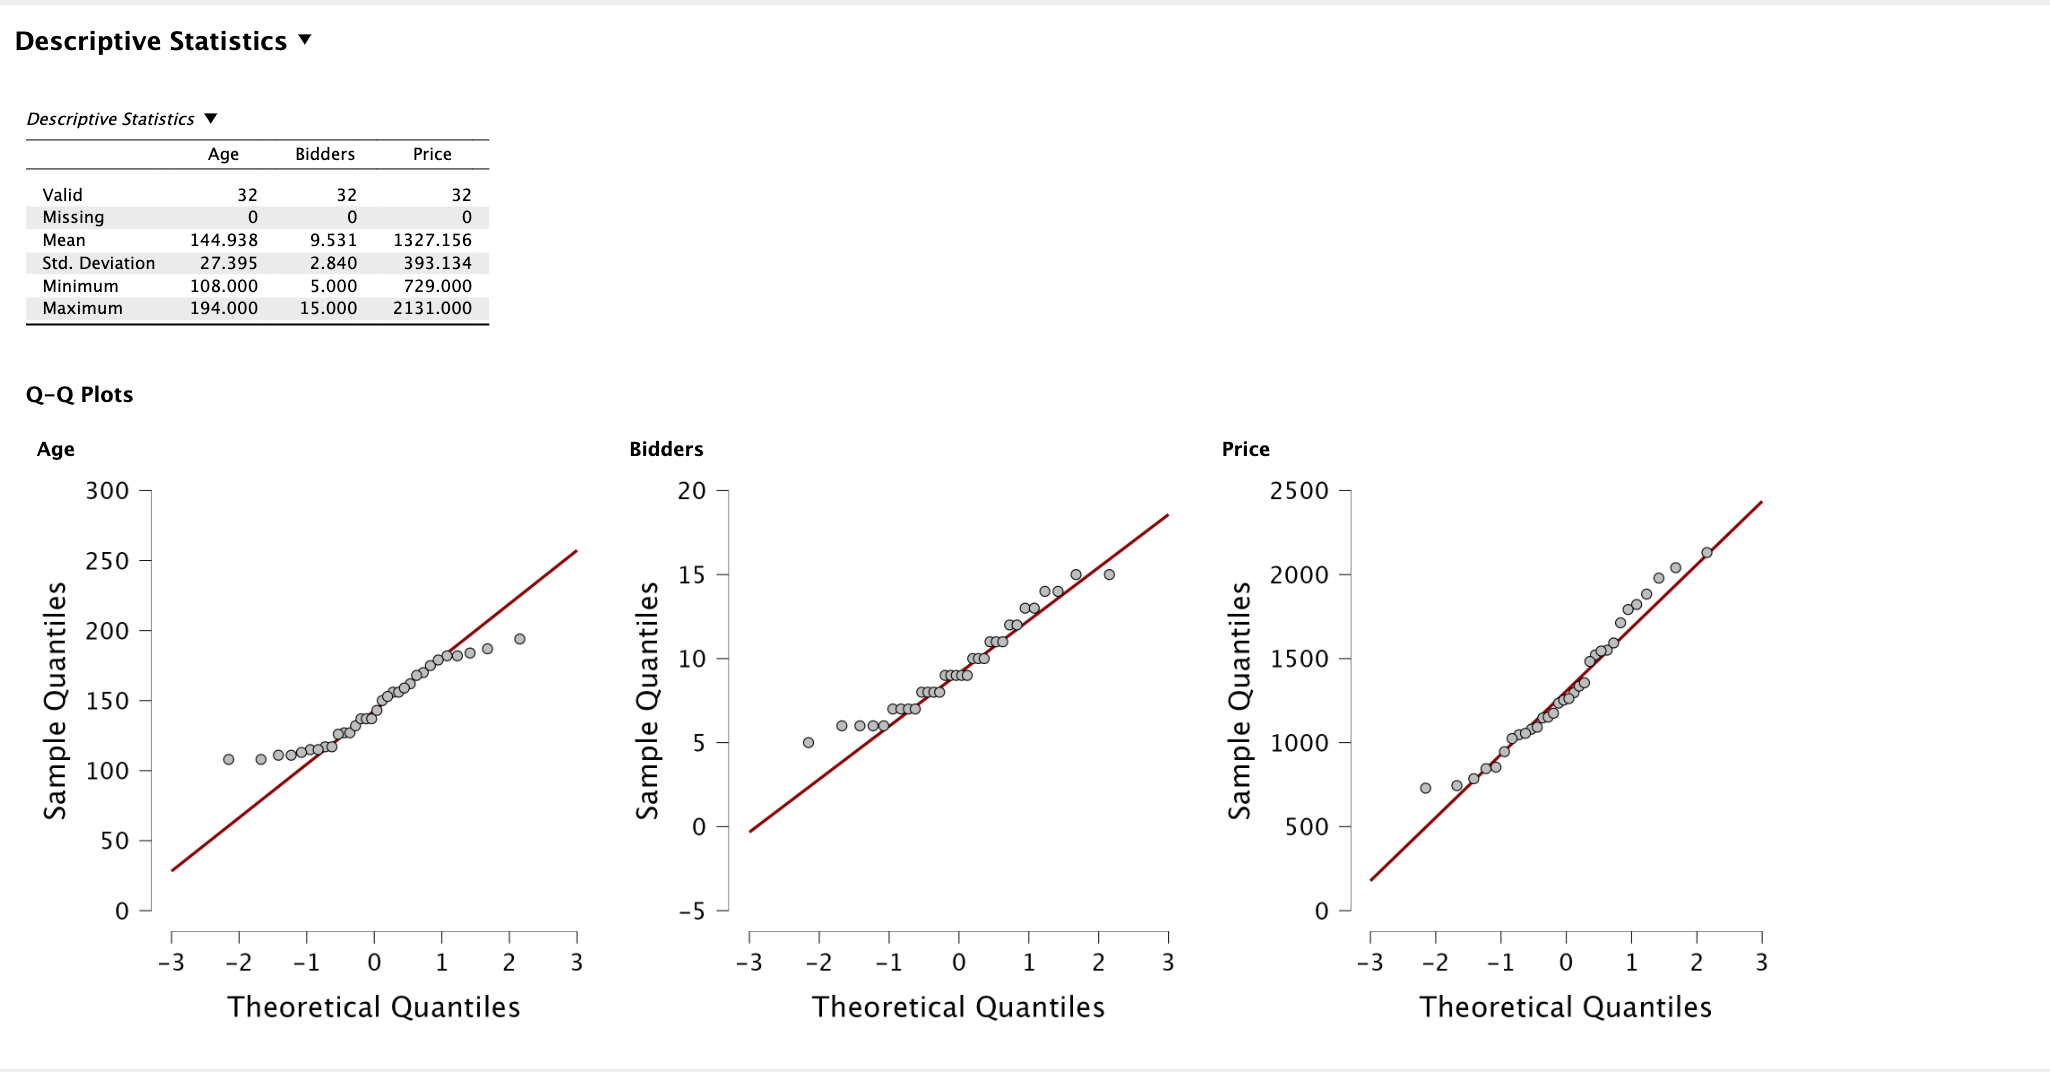 Descriptive Statistics ▼
Descriptive Statistics ▼
Age Bidders Price
Valid 32 32 32
Missing 0 0 0
Mean 144.938 9.531 1327.156
Std. Deviation 27.395 2.840 393.134
Minimum 108.000 5.000 729.000
Maximum 194.000 15.000 2131.000
Q-Q Plots
Age
300
250
200
150
100
50
0
Sample Quantiles
-3 -2 -1 0 1 2 3
Theoretical Quantiles
Bidders
20
15
10
5
0
-5
Sample Quantiles
-3 -2 -1 0 1 2 3
Theoretical Quantiles
Price
2500
2000
1500
1000
500
0
Sample Quantiles
-3 -2 -1 0 1 2 3
Theoretical Quantiles